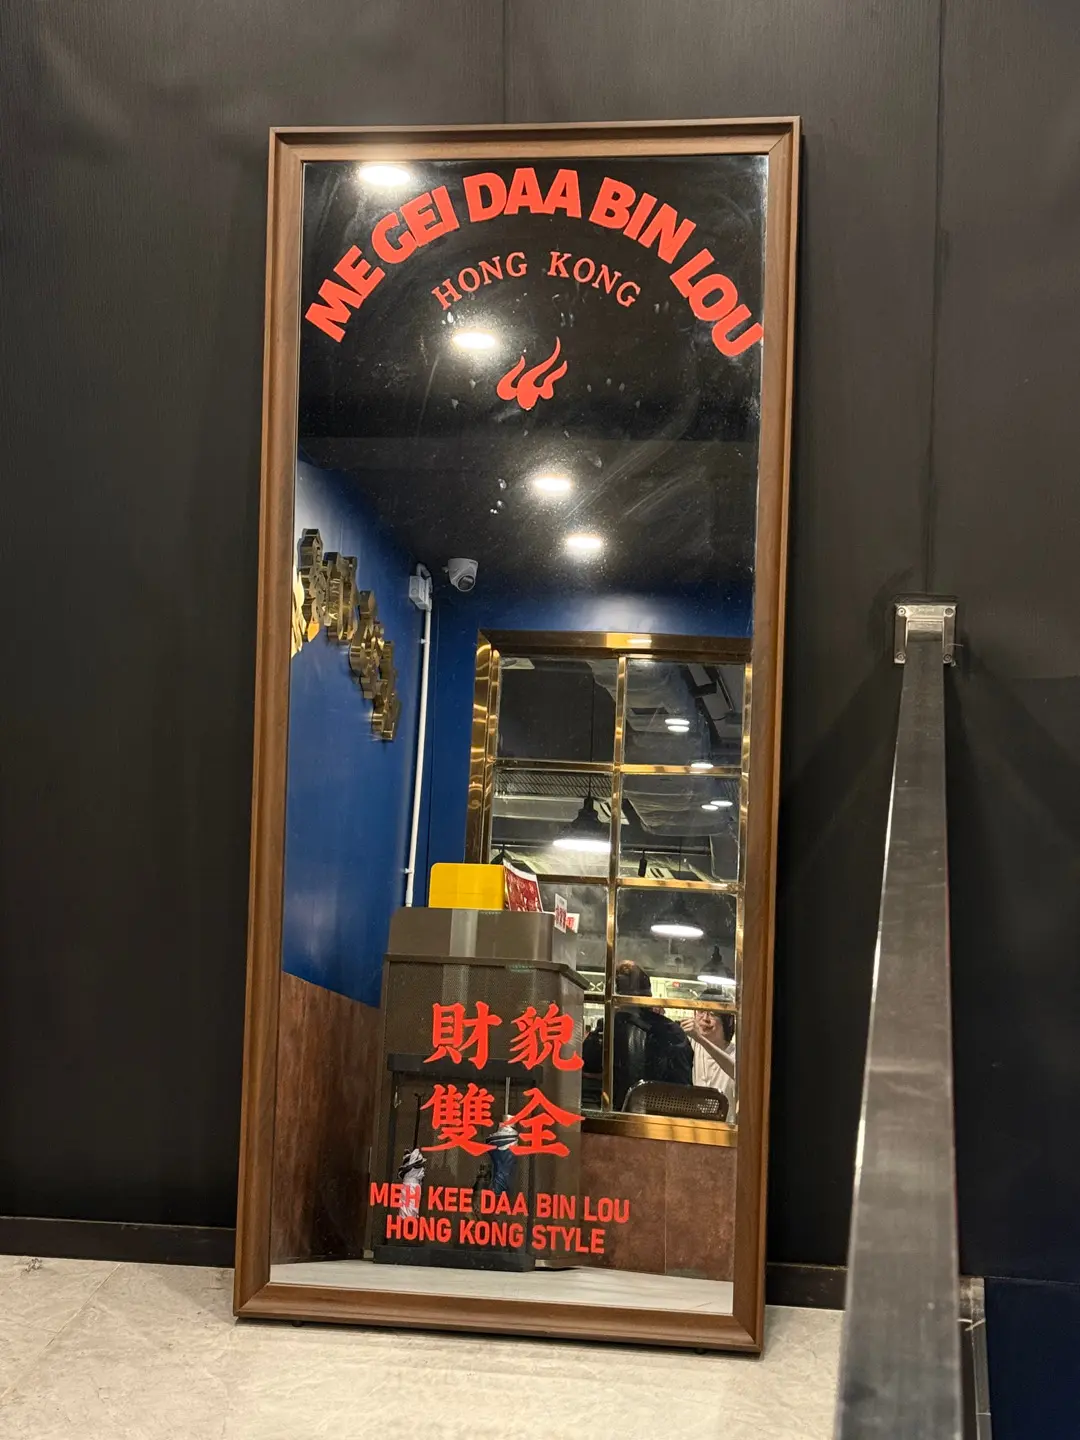 ME GEI DAA BIN LOU
HONG KONG
財貌
雙全
MEH KEE DAA BIN LOU
HONG KONG STYLE